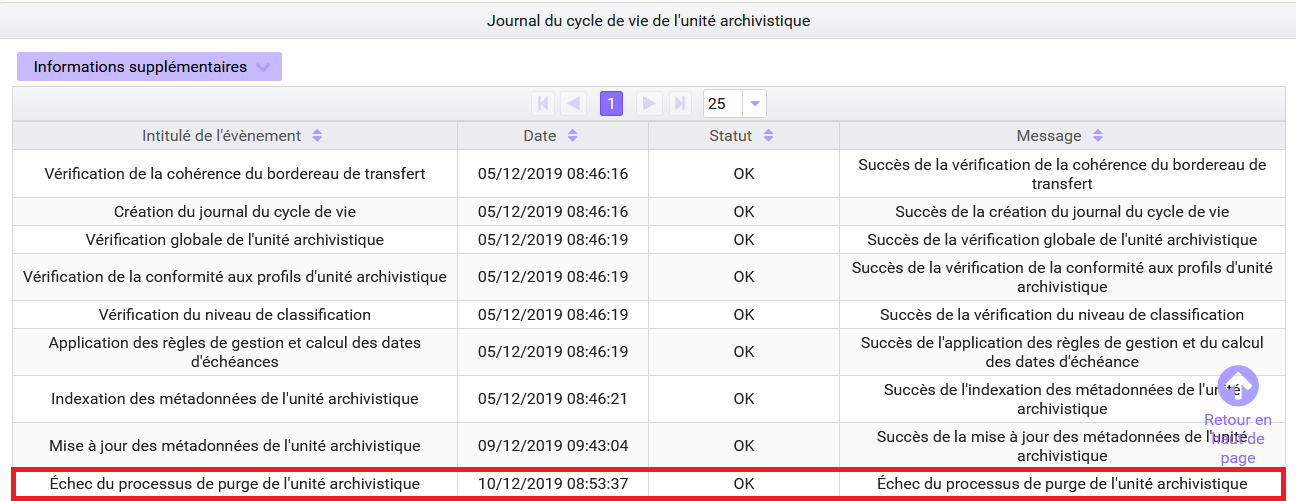 Journal du cycle de vie de l'unité archivistique
Informations supplémentaires
1
25
Intitulé de l'évènement Date Statut Message
Vérification de la cohérence du bordereau de transfert 05/12/2019 08:46:16 OK Succès de la vérification de la cohérence du bordereau de
transfert
Création du journal du cycle de vie 05/12/2019 08:46:16 OK Succès de la création du journal du cycle de vie
Vérification globale de l'unité archivistique 05/12/2019 08:46:19 OK Succès de la vérification globale de l'unité archivistique
Vérification de la conformité aux profils d'unité archivistique 05/12/2019 08:46:19 OK Succès de la vérification de la conformité aux profils d'unité
archivistique
Vérification du niveau de classification 05/12/2019 08:46:19 OK Succès de la vérification du niveau de classification
Application des règles de gestion et calcul des dates
d'échéances 05/12/2019 08:46:19 OK Succès de l'application des règles de gestion et du calcul
des dates d'échéance
Indexation des métadonnées de l'unité archivistique 05/12/2019 08:46:21 OK Succès de l'indexation des métadonnées de l'unité
archivistique
Mise à jour des métadonnées de l'unité archivistique 09/12/2019 09:43:04 OK Succès de la mise à jour des métadonnées de l'unité
archivistique
Échec du processus de purge de l'unité archivistique 10/12/2019 08:53:37 OK Échec du processus de purge de l'unité archivistique
Retour en
haut de
page